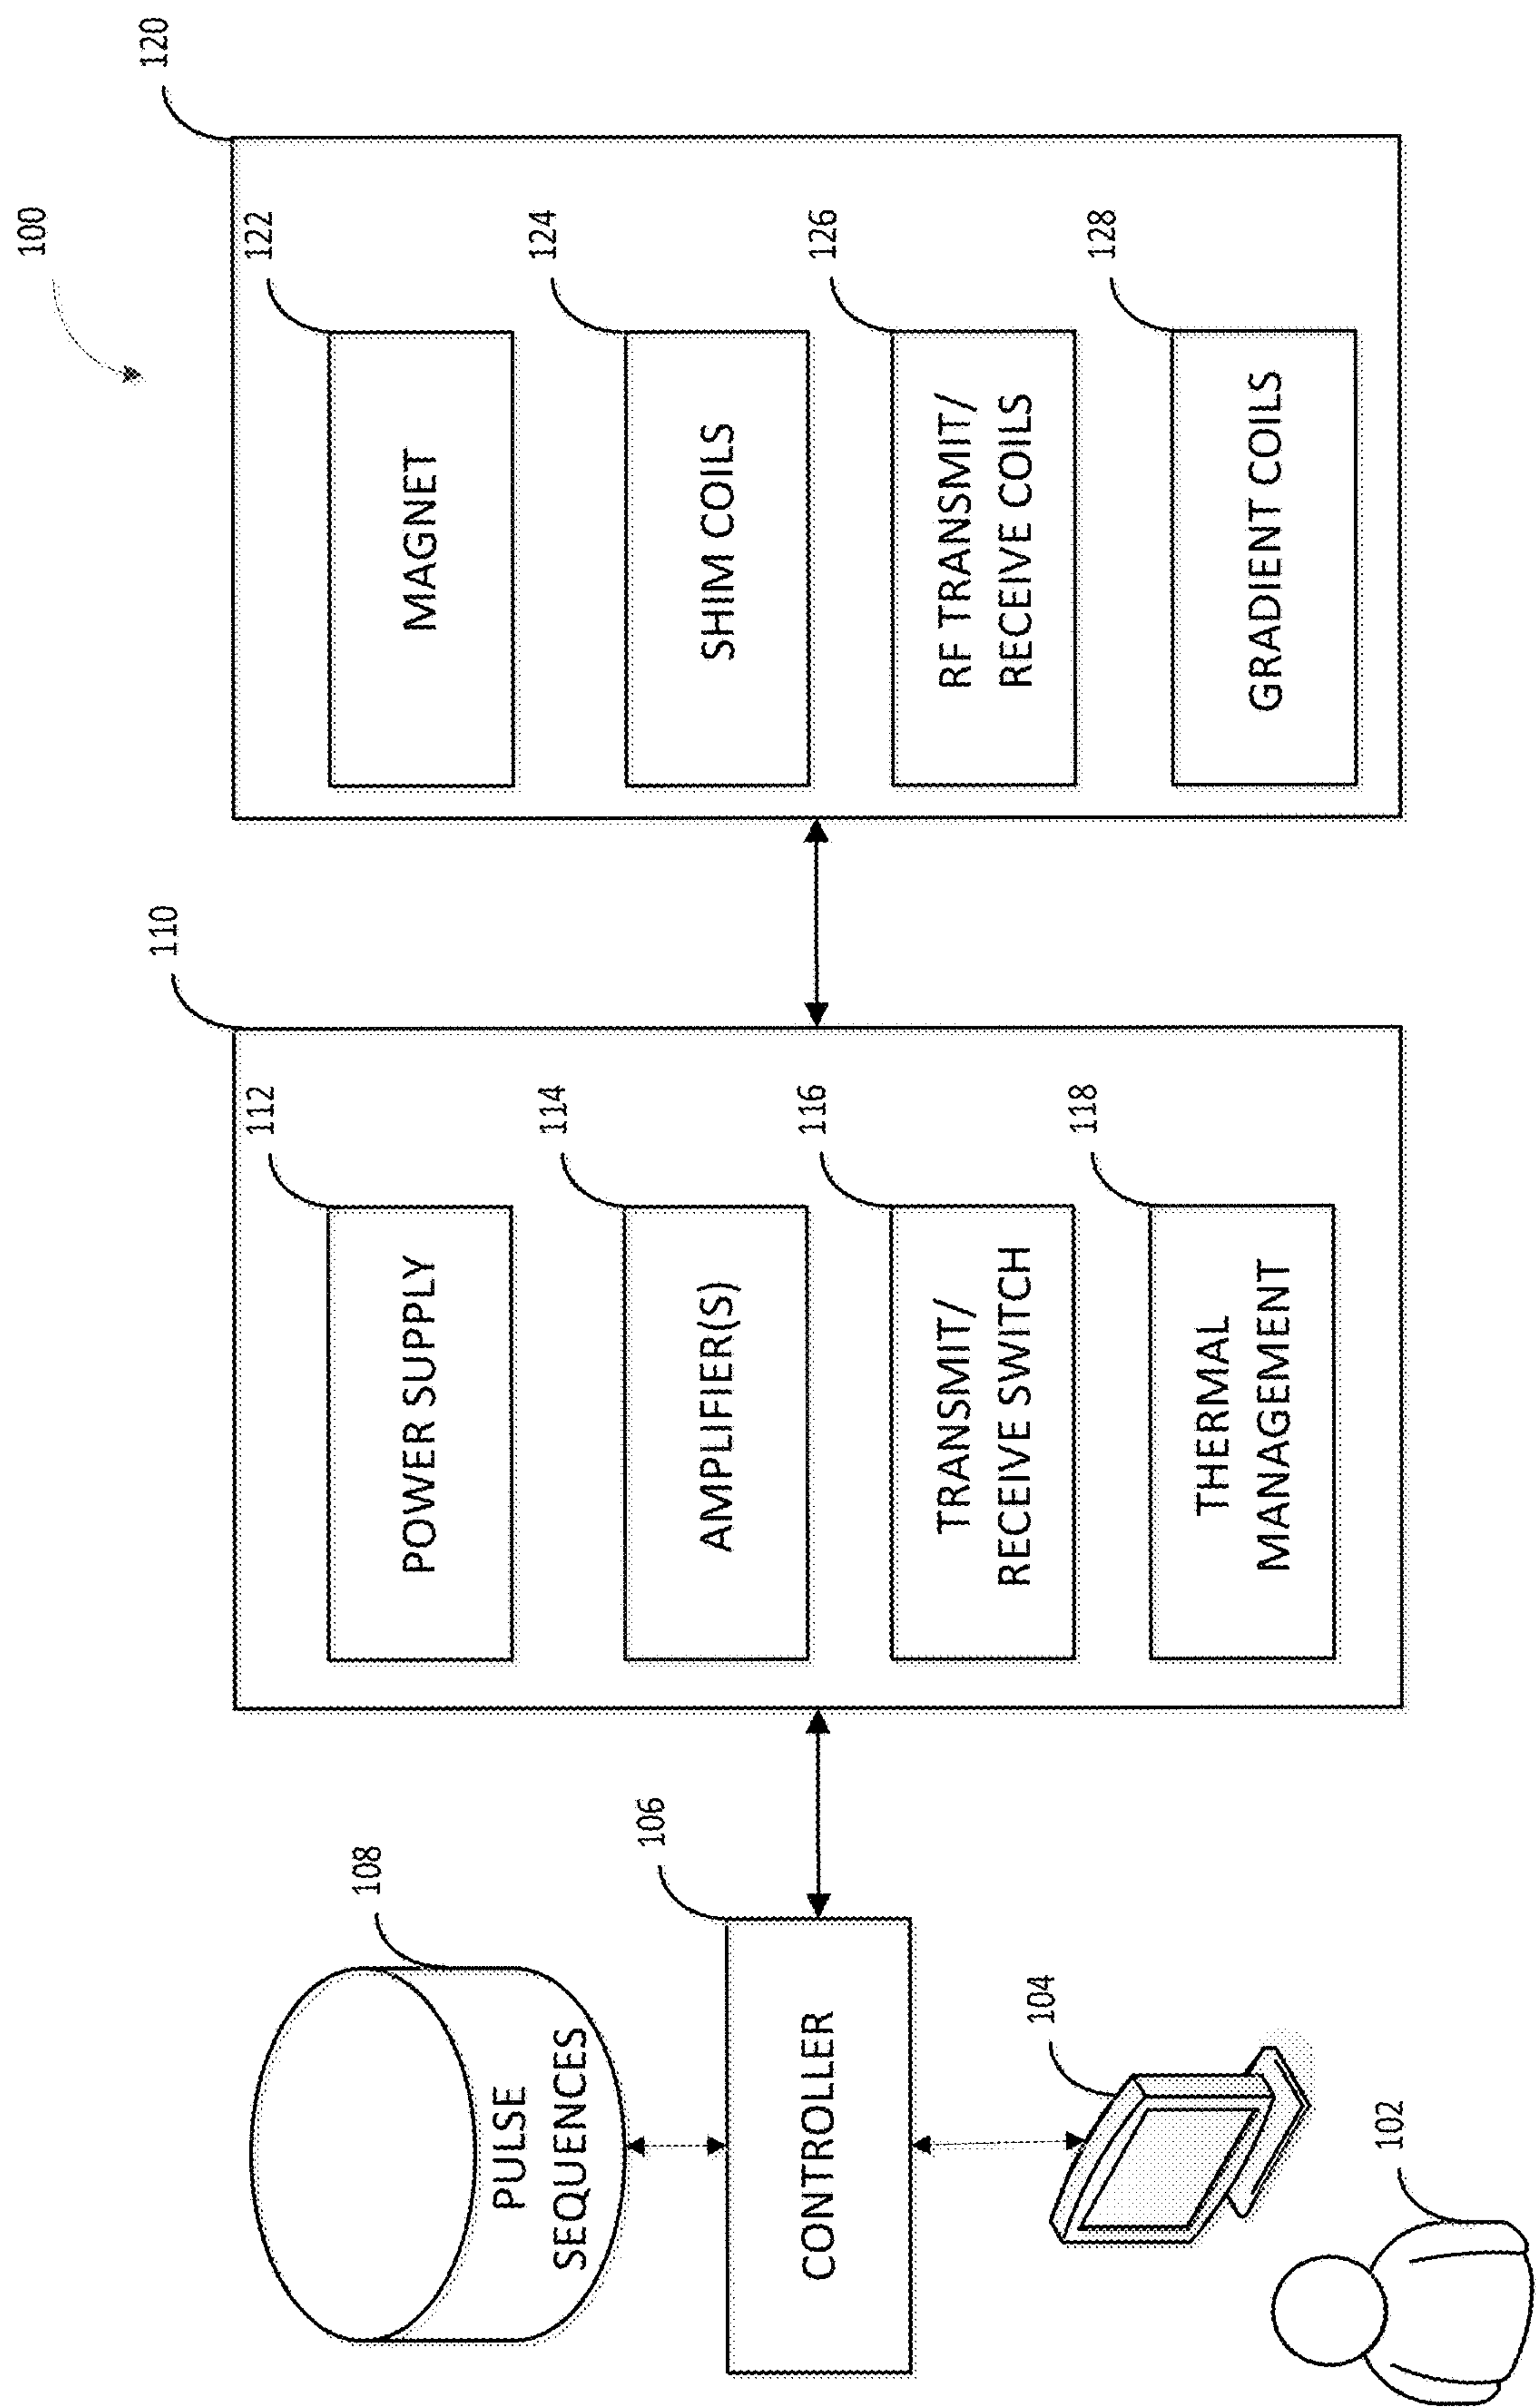 100
108
PULSE
SEQUENCES
106
CONTROLLER
104
102
110
112
POWER SUPPLY
114
AMPLIFIER(S)
116
TRANSMIT/
RECEIVE SWITCH
118
THERMAL
MANAGEMENT
120
122
MAGNET
124
SHIM COILS
126
RF TRANSMIT/
RECEIVE COILS
128
GRADIENT COILS